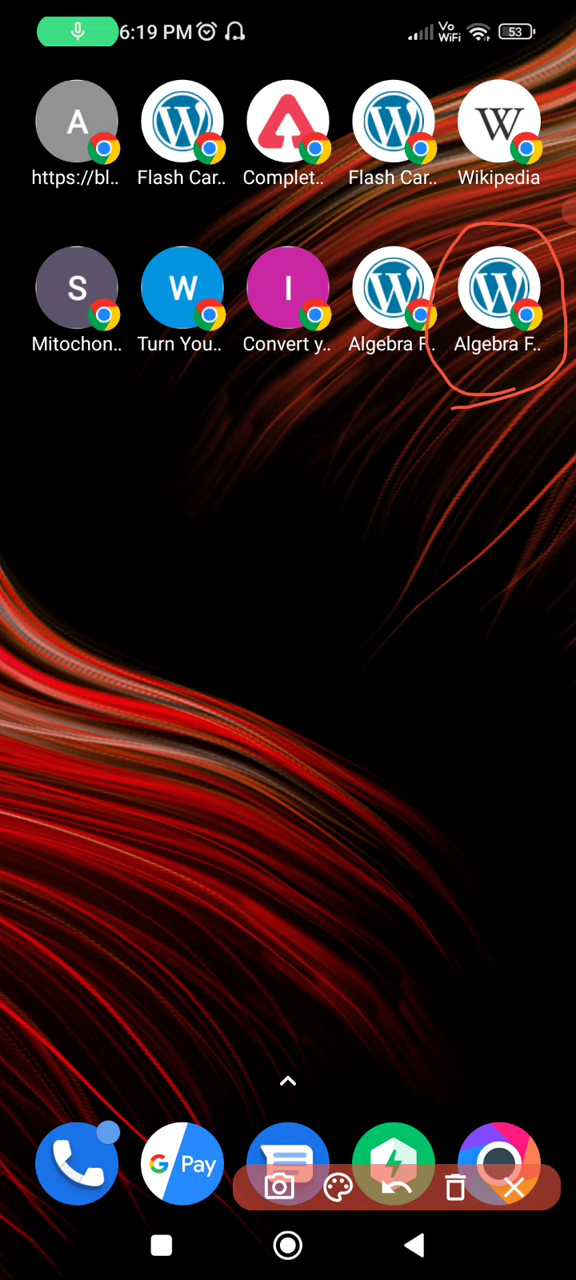 6:19 PM Vo WiFi 53
A
https://bl.. Flash Car.. Complet.. Flash Car.. Wikipedia
S W I
Mitochon.. Turn You.. Convert y.. Algebra F.. Algebra F..
G Pay